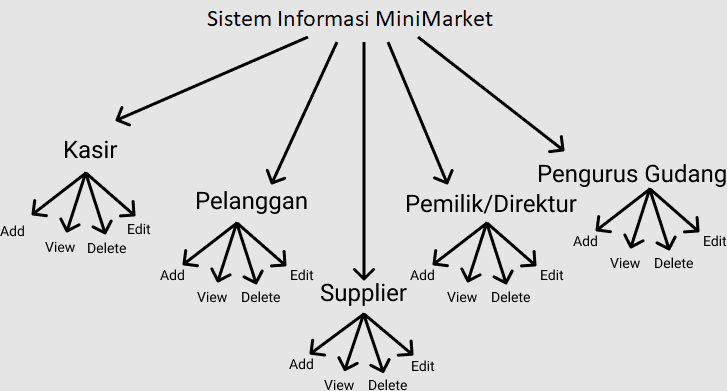 Sistem Informasi MiniMarket
Kasir
Add
View
Delete
Edit
Pelanggan
Add
View
Delete
Edit
Supplier
Add
View
Delete
Edit
Pemilik/Direktur
Add
View
Delete
Edit
Pengurus Gudang
Add
View
Delete
Edit